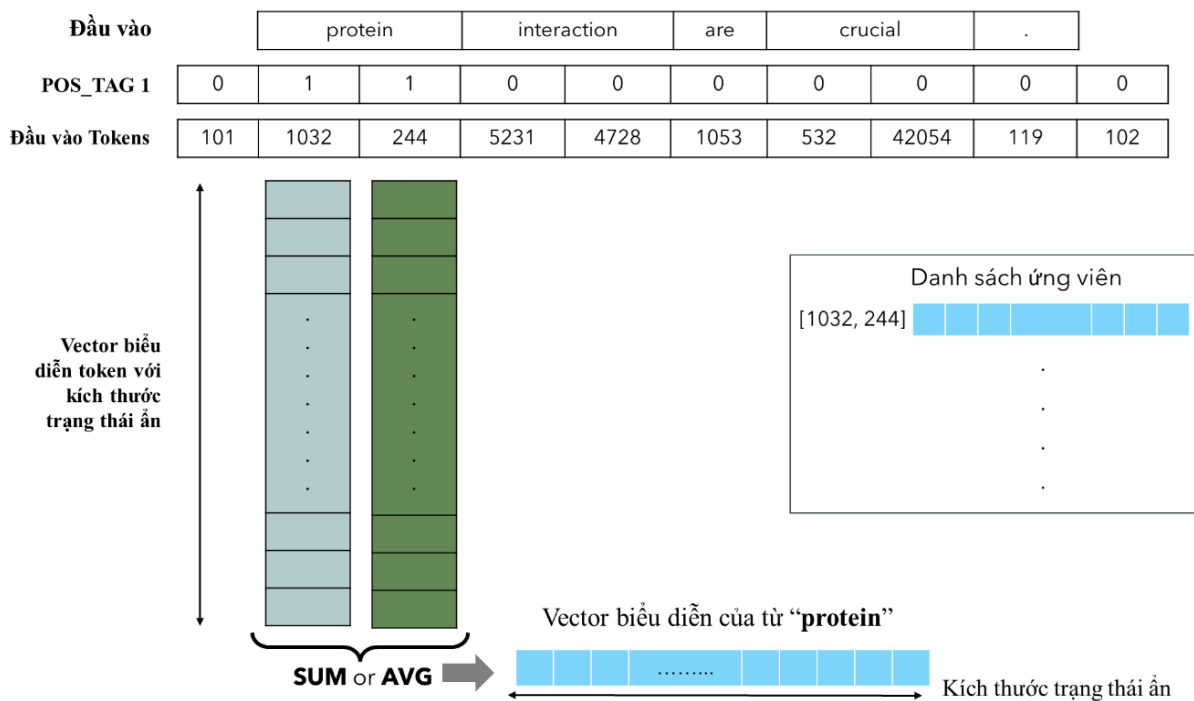 Đầu vào protein interaction are crucial .
POS_TAG 1 0 1 1 0 0 0 0 0 0 0
Đầu vào Tokens 101 1032 244 5231 4728 1053 532 42054 119 102
Vector biểu
diễn token với
kích thước
trạng thái ẩn
Danh sách ứng viên
[1032, 244]
Vector biểu diễn của từ “protein”
SUM or AVG
.........
Kích thước trạng thái ẩn